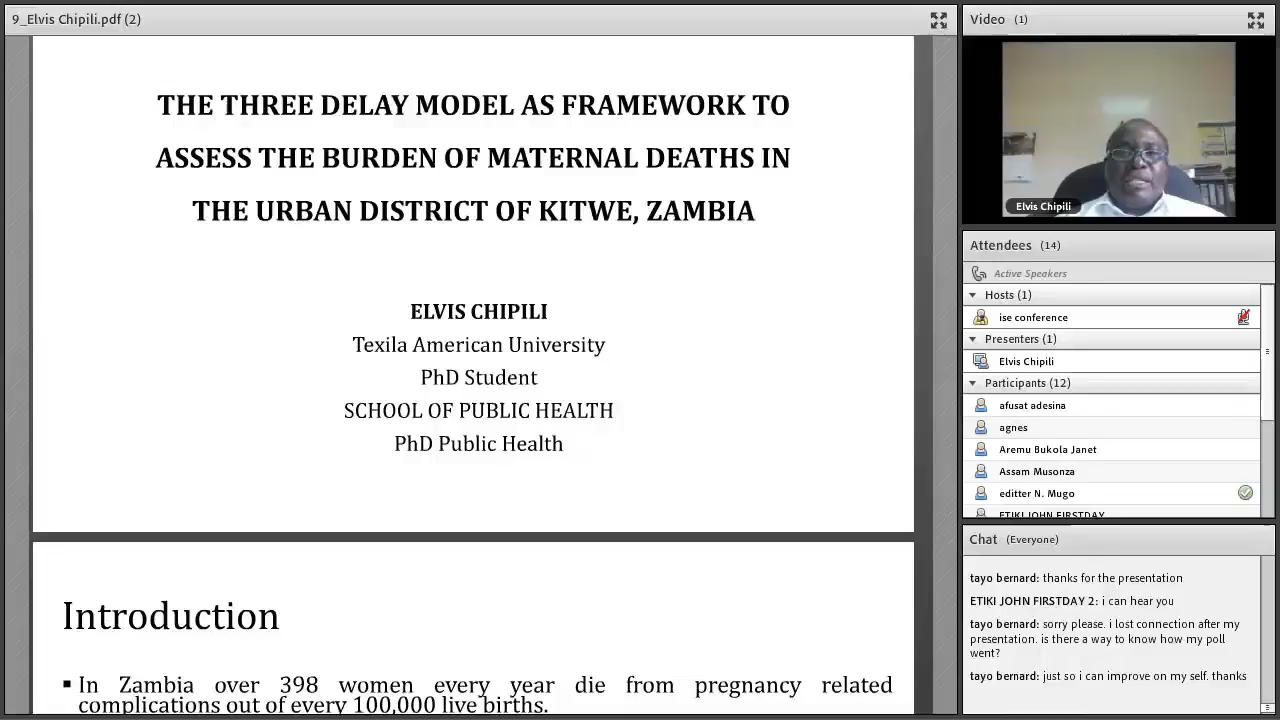 9_Elvis Chipili.pdf (2)
THE THREE DELAY MODEL AS FRAMEWORK TO
ASSESS THE BURDEN OF MATERNAL DEATHS IN
THE URBAN DISTRICT OF KITWE, ZAMBIA
ELVIS CHIPILI
Texila American University
PhD Student
SCHOOL OF PUBLIC HEALTH
PhD Public Health
Introduction
▪ In Zambia over 398 women every year die from pregnancy related
complications out of every 100,000 live births.
Video (1)
Elvis Chipili
Attendees (14)
Active Speakers
Hosts (1)
ise conference
Presenters (1)
Elvis Chipili
Participants (12)
afusat adesina
agnes
Aremu Bukola Janet
Assam Musonza
editter N. Mugo
ETIKI JOHN FIRSTDAY
Chat (Everyone)
tayo bernard: thanks for the presentation
ETIKI JOHN FIRSTDAY 2: i can hear you
tayo bernard: sorry please. i lost connection after my
presentation. is there a way to know how my poll
went?
tayo bernard: just so i can improve on my self. thanks